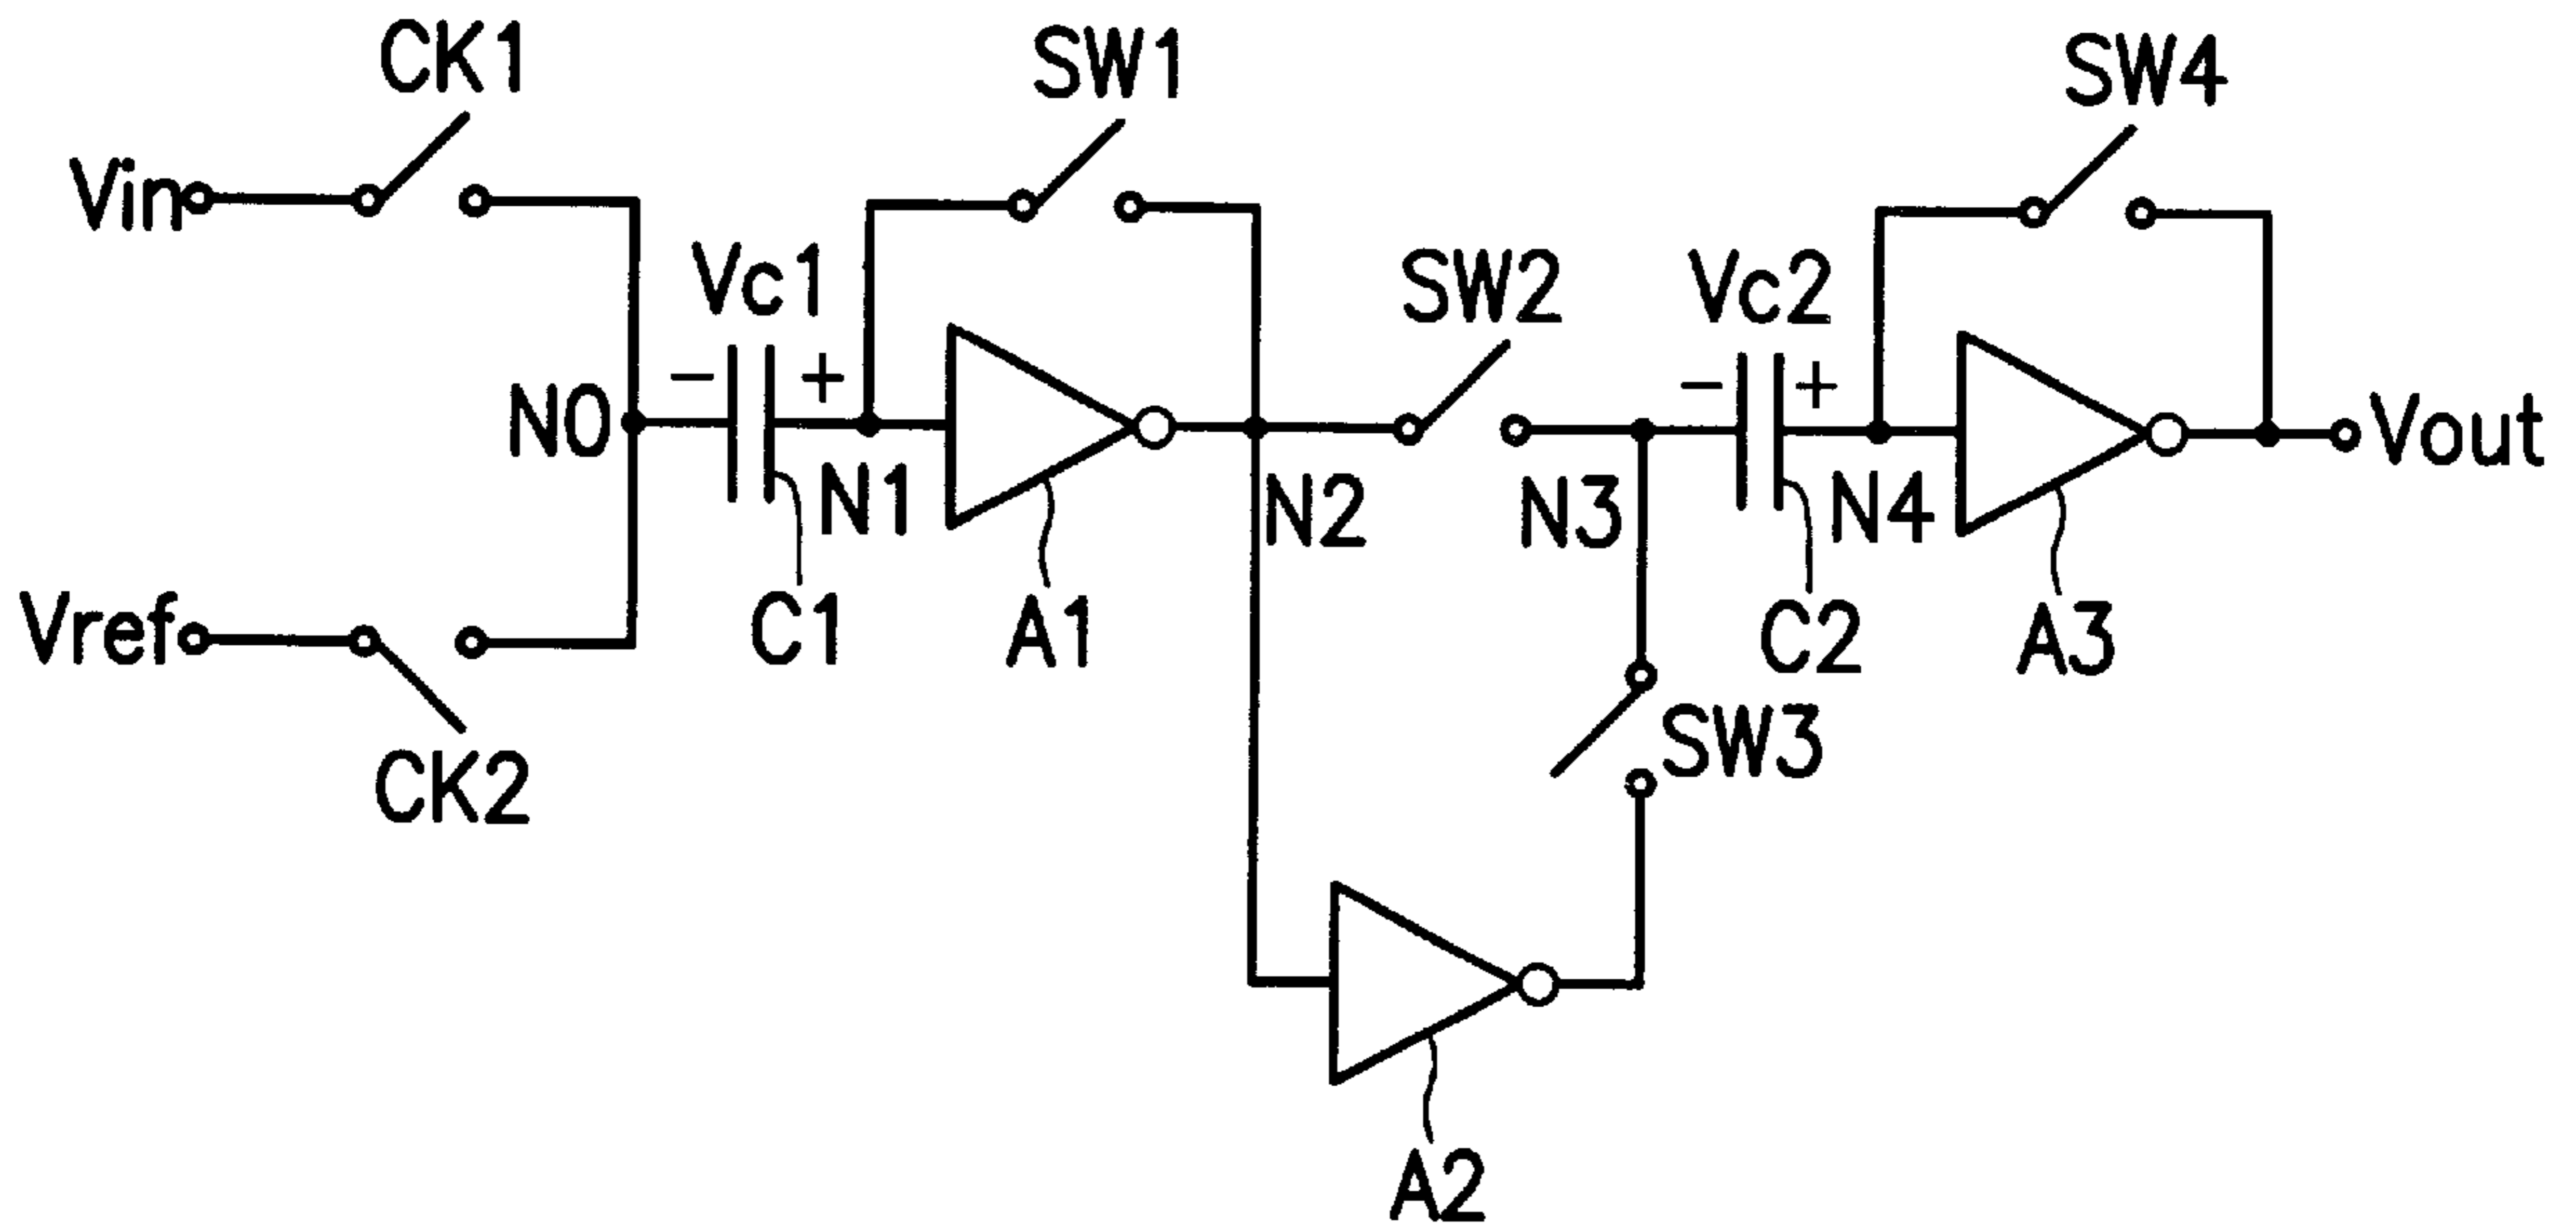 CK1
SW1
SW4
Vin
Vc1
SW2
Vc2
- +
- +
N0
Vout
N1
N2
N3
N4
Vref
C1
A1
C2
A3
SW3
CK2
A2